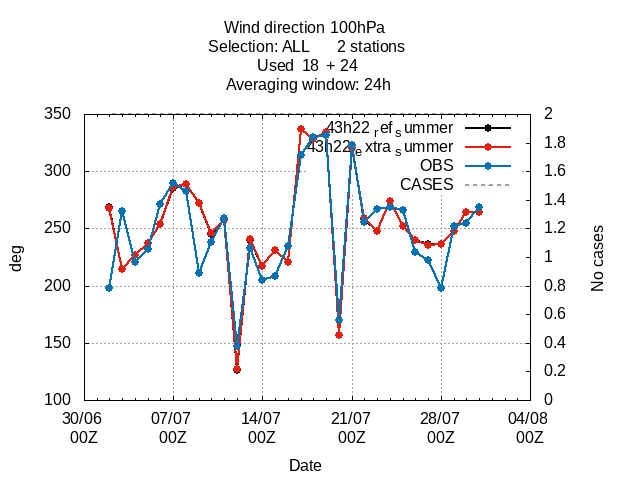 Wind direction 100hPa
Selection: ALL 2 stations
Used 18 + 24
Averaging window: 24h
350 2
43h22 refsummer
1.8
43h22extrasummer
300 OBS 1.6
CASES
1.4
250 1.2
deg
1
No cases
200 0.8
0.6
150 0.4
0.2
100 0
30/06 07/07 14/07 21/07 28/07 04/08
00Z 00Z 00Z 00Z 00Z 00Z
Date